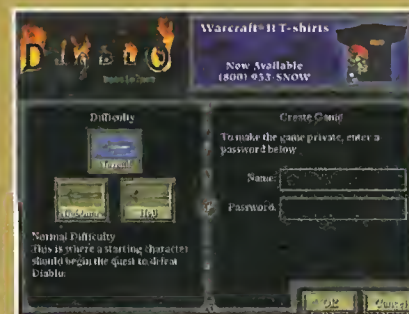 Diablo
Warcraft® II T-shirts
Now Available
(800) 953-SNOW
Difficulty
Normal
Nightmare
Hell
Normal Difficulty
This is where a starting character
should begin the quest to defeat
Diablo.
Create Game
To make the game private, enter a
password below
Name:
Password:
OK
Cancel